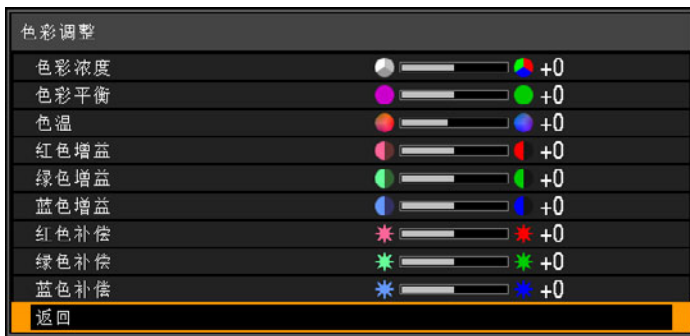 色彩调整
色彩浓度 +0
色彩平衡 +0
色温 +0
红色增益 +0
绿色增益 +0
蓝色增益 +0
红色补偿 +0
绿色补偿 +0
蓝色补偿 +0
返回